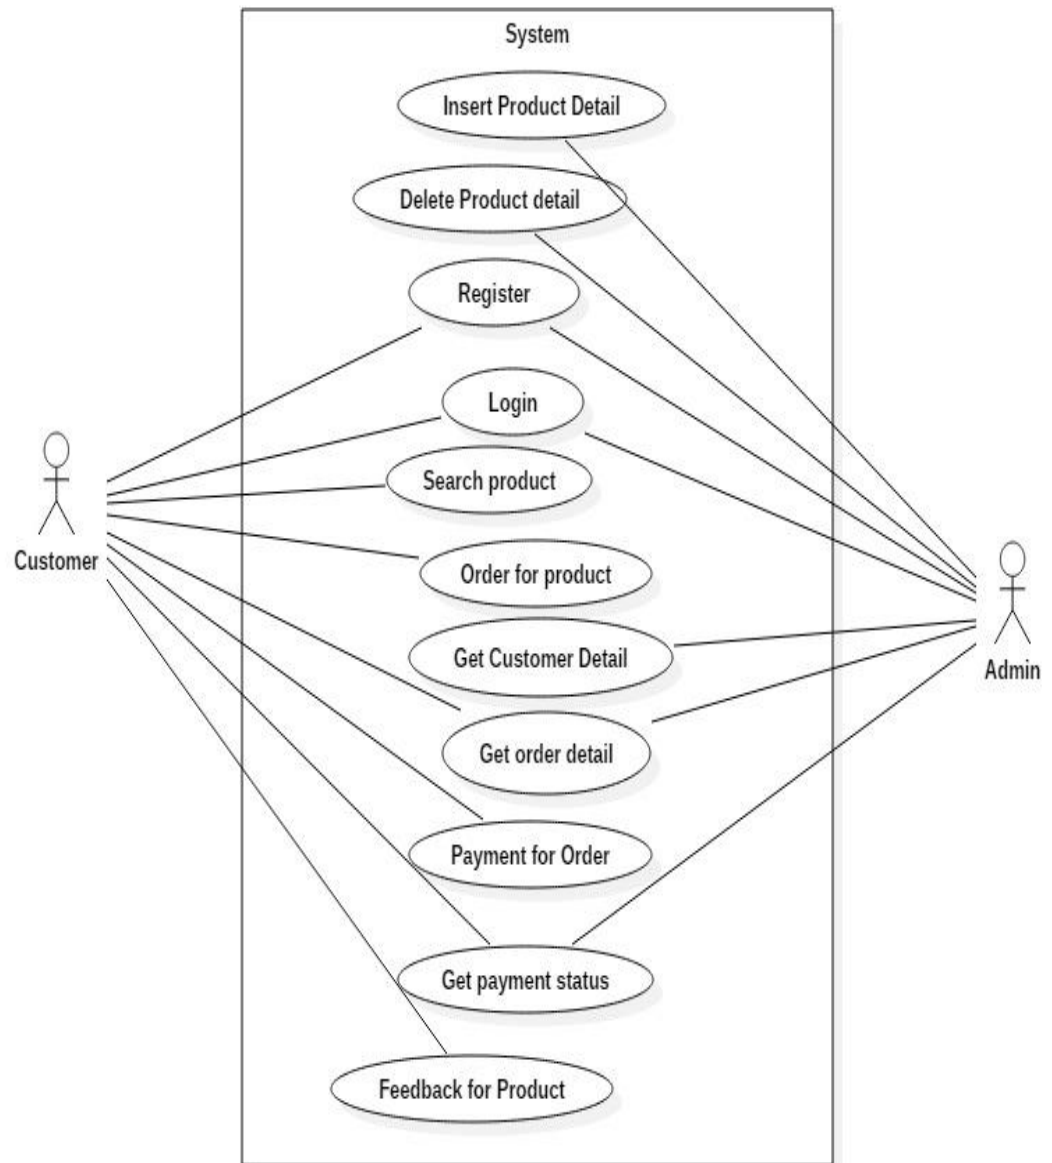 System
Insert Product Detail
Delete Product detail
Register
Login
Search product
Customer
Order for product
Get Customer Detail
Admin
Get order detail
Payment for Order
Get payment status
Feedback for Product